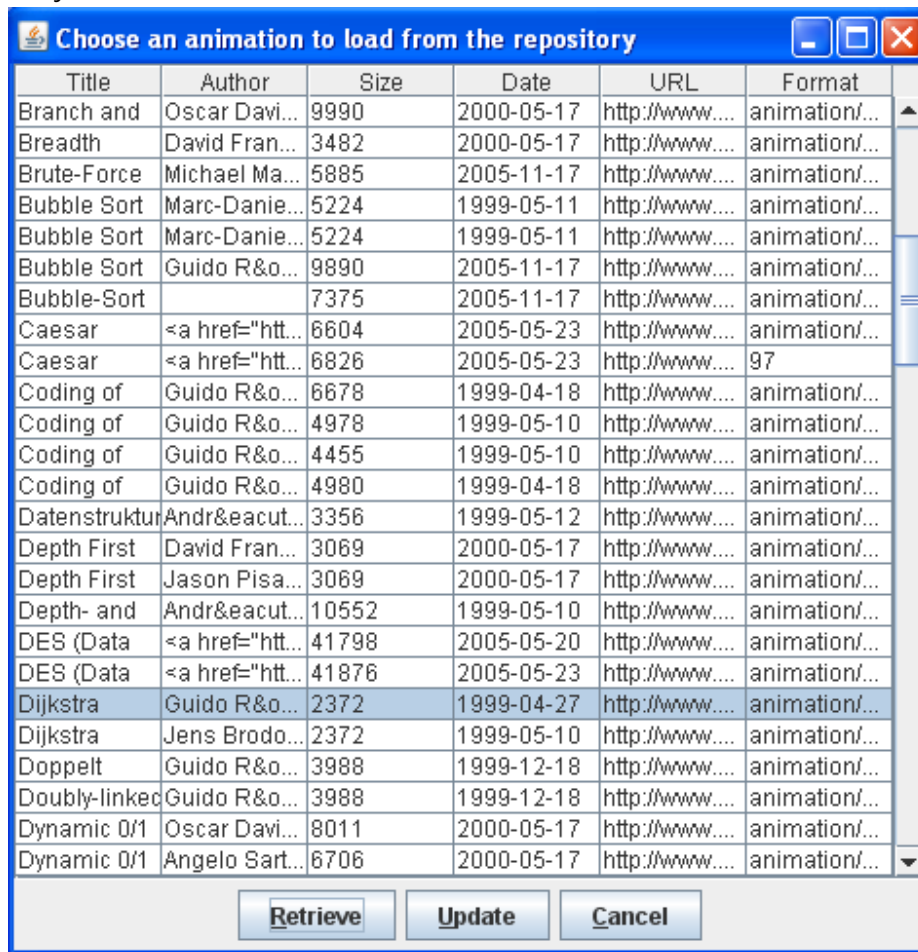 Choose an animation to load from the repository
Title Author Size Date URL Format
Branch and Oscar Davi... 9990 2000-05-17 http://www.... animation/...
Breadth David Fran... 3482 2000-05-17 http://www.... animation/...
Brute-Force Michael Ma... 5885 2005-11-17 http://www.... animation/...
Bubble Sort Marc-Danie... 5224 1999-05-11 http://www.... animation/...
Bubble Sort Marc-Danie... 5224 1999-05-11 http://www.... animation/...
Bubble Sort Guido R&o... 9890 2005-11-17 http://www.... animation/...
Bubble-Sort 7375 2005-11-17 http://www.... animation/...
Caesar <a href="htt... 6604 2005-05-23 http://www.... animation/...
Caesar <a href="htt... 6826 2005-05-23 http://www.... 97
Coding of Guido R&o... 6678 1999-04-18 http://www.... animation/...
Coding of Guido R&o... 4978 1999-05-10 http://www.... animation/...
Coding of Guido R&o... 4455 1999-05-10 http://www.... animation/...
Coding of Guido R&o... 4980 1999-04-18 http://www.... animation/...
Datenstruktur Andr&eacut... 3356 1999-05-12 http://www.... animation/...
Depth First David Fran... 3069 2000-05-17 http://www.... animation/...
Depth First Jason Pisa... 3069 2000-05-17 http://www.... animation/...
Depth- and Andr&eacut... 10552 1999-05-10 http://www.... animation/...
DES (Data <a href="htt... 41798 2005-05-20 http://www.... animation/...
DES (Data <a href="htt... 41876 2005-05-23 http://www.... animation/...
Dijkstra Guido R&o... 2372 1999-04-27 http://www.... animation/...
Dijkstra Jens Brodo... 2372 1999-05-10 http://www.... animation/...
Doppelt Guido R&o... 3988 1999-12-18 http://www.... animation/...
Doubly-linked Guido R&o... 3988 1999-12-18 http://www.... animation/...
Dynamic 0/1 Oscar Davi... 8011 2000-05-17 http://www.... animation/...
Dynamic 0/1 Angelo Sart... 6706 2000-05-17 http://www.... animation/...
Retrieve Update Cancel